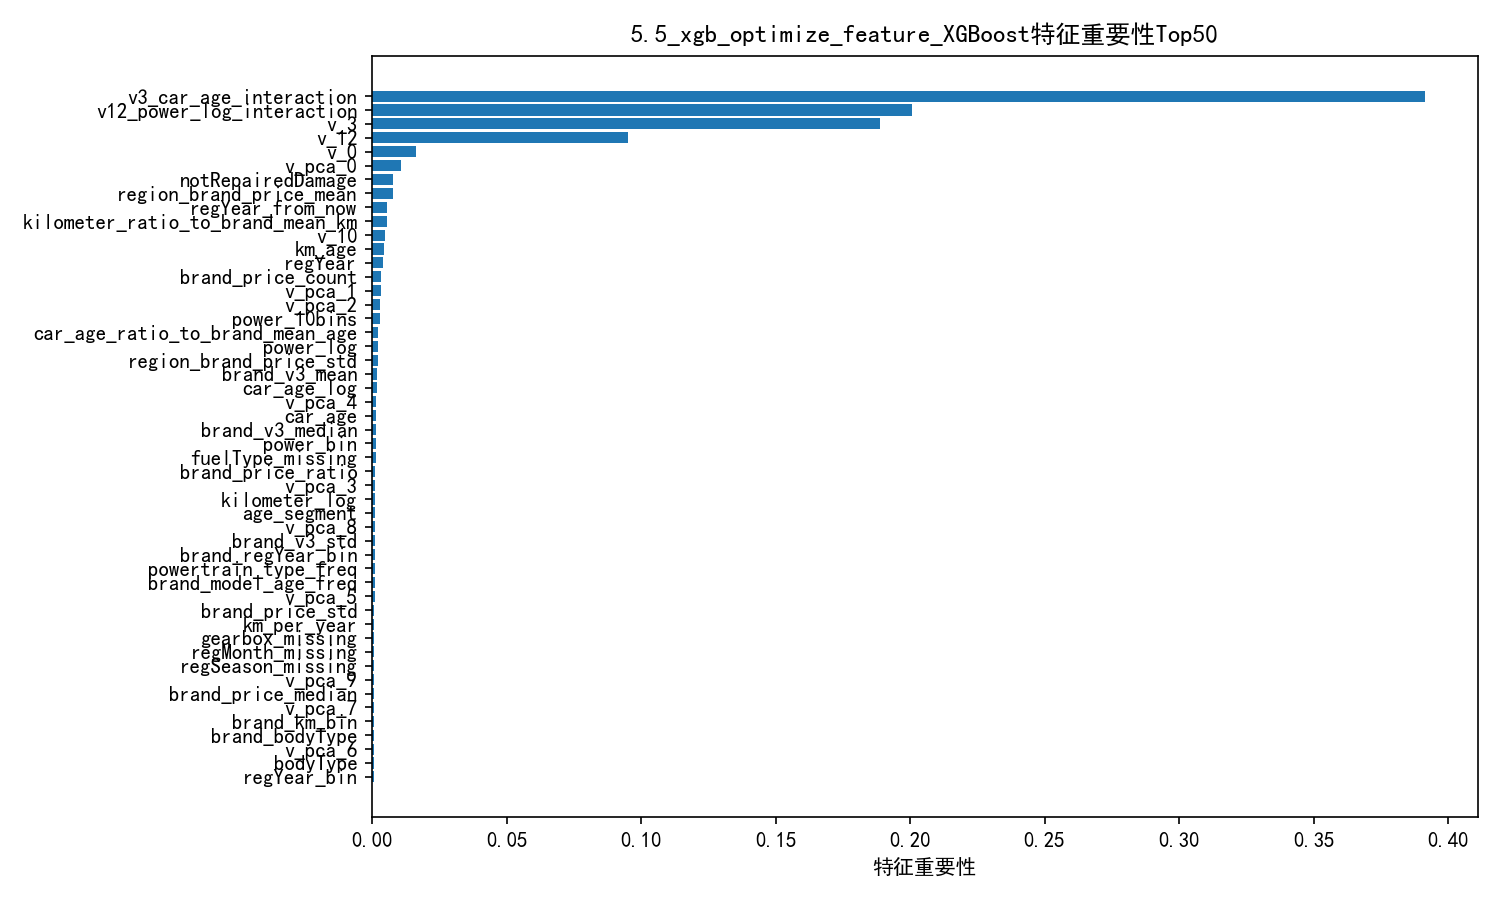 5.5_xgb_optimize_feature_XGBoost特征重要性Top50
v3_car_age_interaction
v12_power_log_interaction
v_3
v_12
v_0
v_pca_0
notRepairedDamage
region_brand_price_mean
regYear_from_now
kilometer_ratio_to_brand_mean_km
v_10
km_age
regYear
brand_price_count
v_pca_1
v_pca_2
power_10bins
car_age_ratio_to_brand_mean_age
power_log
region_brand_price_std
brand_v3_mean
car_age_log
v_pca_4
car_age
brand_v3_median
power_bin
fuelType_missing
brand_price_ratio
v_pca_3
kilometer_log
age_segment
v_pca_8
brand_v3_std
brand_regYear_bin
powertrain_type_freq
brand_model_age_freq
v_pca_5
brand_price_std
km_per_year
gearbox_missing
regMonth_missing
regSeason_missing
v_pca_9
brand_price_median
v_pca_7
brand_km_bin
brand_bodyType
v_pca_6
bodyType
regYear_bin
0.00 0.05 0.10 0.15 0.20 0.25 0.30 0.35 0.40
特征重要性